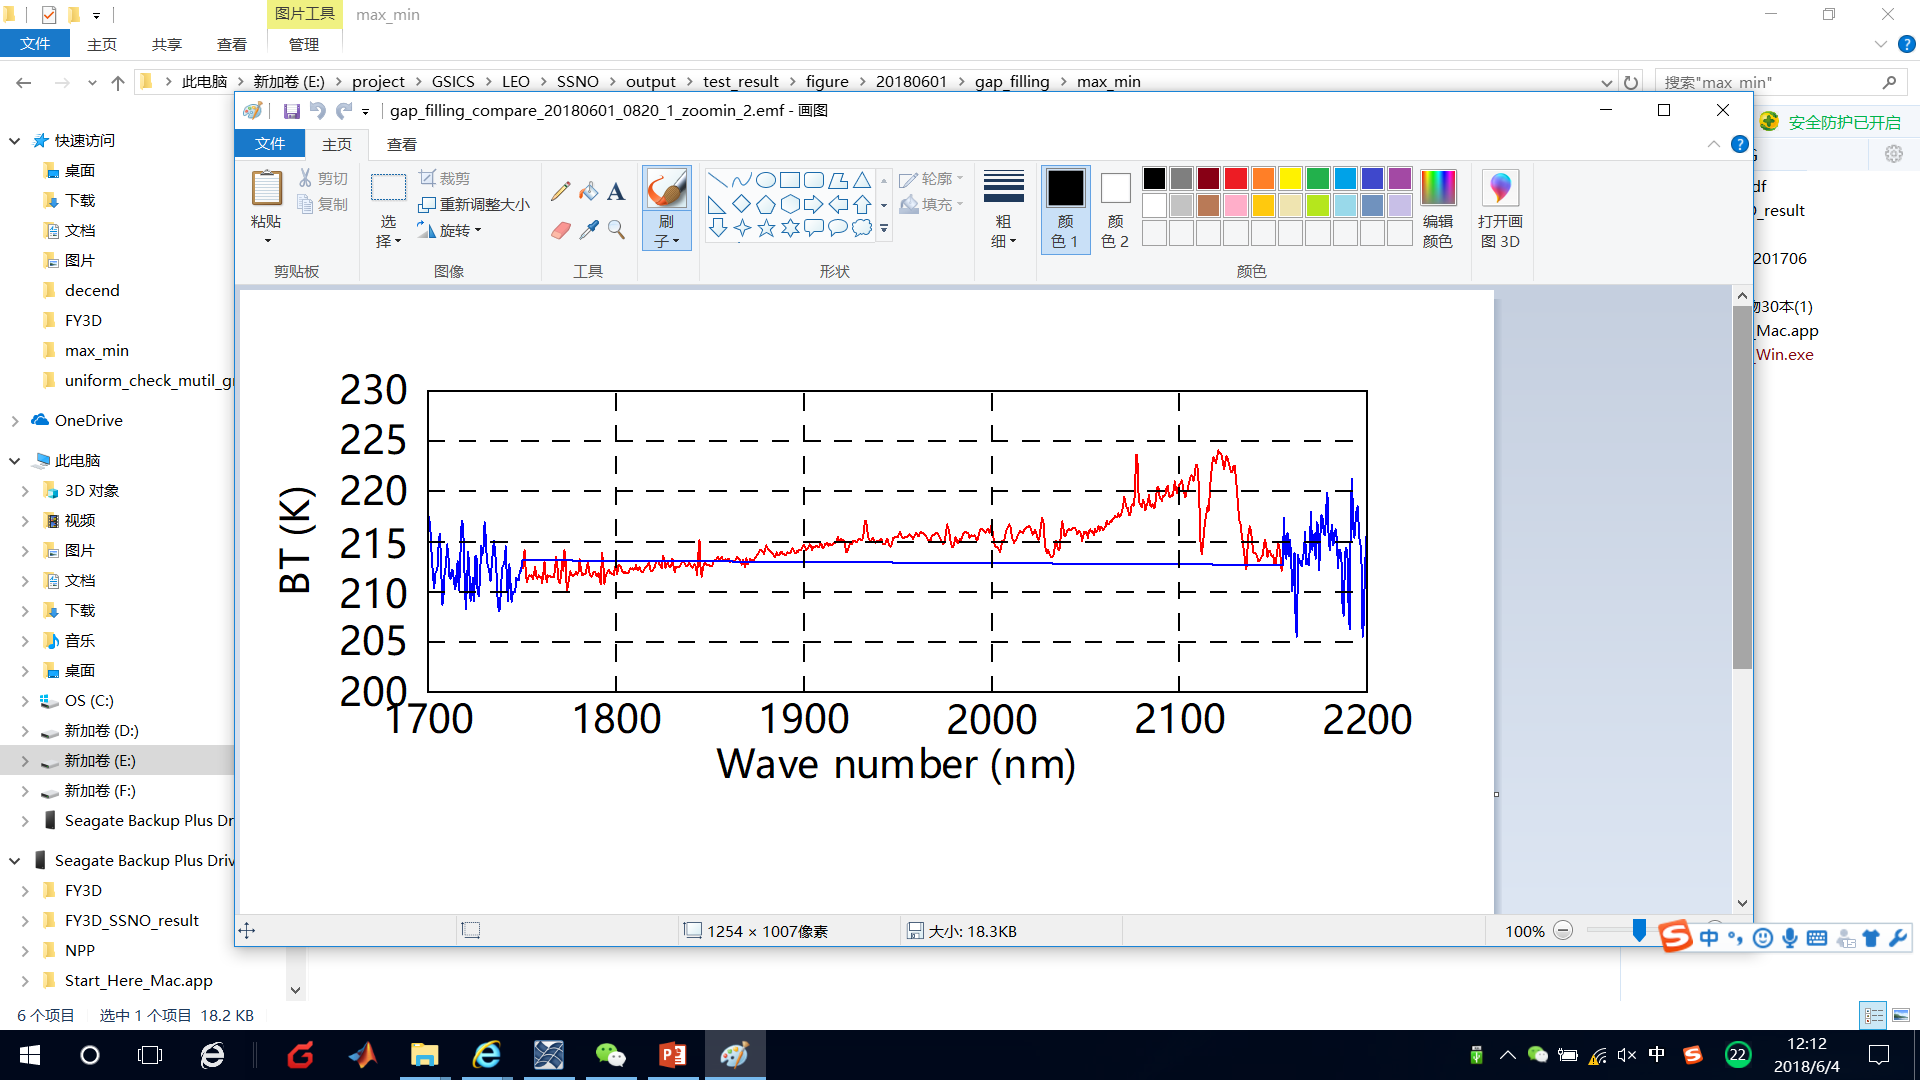 图片工具 max_min
文件 主页 共享 查看 管理
此电脑 新加卷 (E:) project GSICS LEO SSNO output test_result figure 20180601 gap_filling max_min
搜索"max_min"
gap_filling_compare_20180601_0820_1_zoomin_2.emf - 画图
文件 主页 查看
粘贴
剪切
复制
剪贴板
选
择
裁剪
重新调整大小
旋转
图像
A
工具
刷
子
轮廓
填充
形状
粗
细
颜
色 1
颜
色 2
编辑
颜色
颜色
打开画
图 3D
快速访问
桌面
下载
文档
图片
decend
FY3D
max_min
OneDrive
此电脑
3D 对象
视频
图片
文档
下载
音乐
桌面
OS (C:)
新加卷 (D:)
新加卷 (E:)
新加卷 (F:)
Seagate Backup Plus Dr
Seagate Backup Plus Driv
FY3D
FY3D_SSNO_result
NPP
Start_Here_Mac.app
安全防护已开启
df
_result
201706
30本(1)
_Mac.app
_Win.exe
BT (K)
230
225
220
215
210
205
200
1700 1800 1900 2000 2100 2200
Wave number (nm)
1254 × 1007像素 大小: 18.3KB 100%
中
6 个项目 选中 1 个项目 18.2 KB
中 22
12:12
2018/6/4